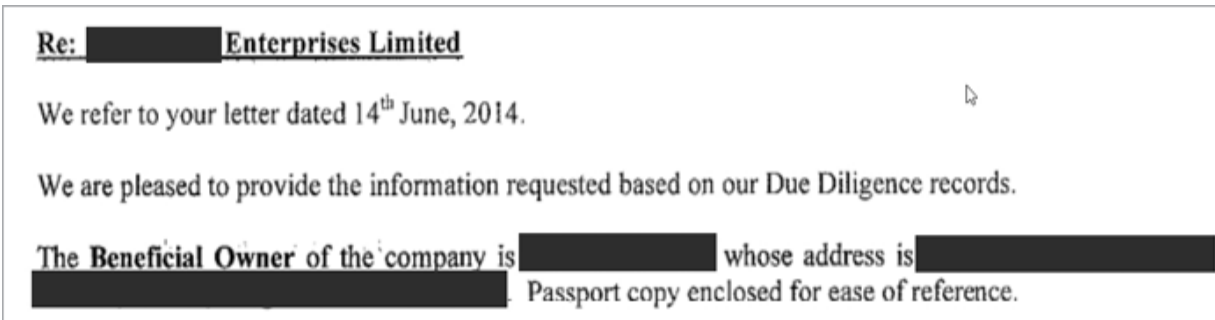 Re: Enterprises Limited
We refer to your letter dated 14th June, 2014.
We are pleased to provide the information requested based on our Due Diligence records.
The Beneficial Owner of the company is whose address is
. Passport copy enclosed for ease of reference.